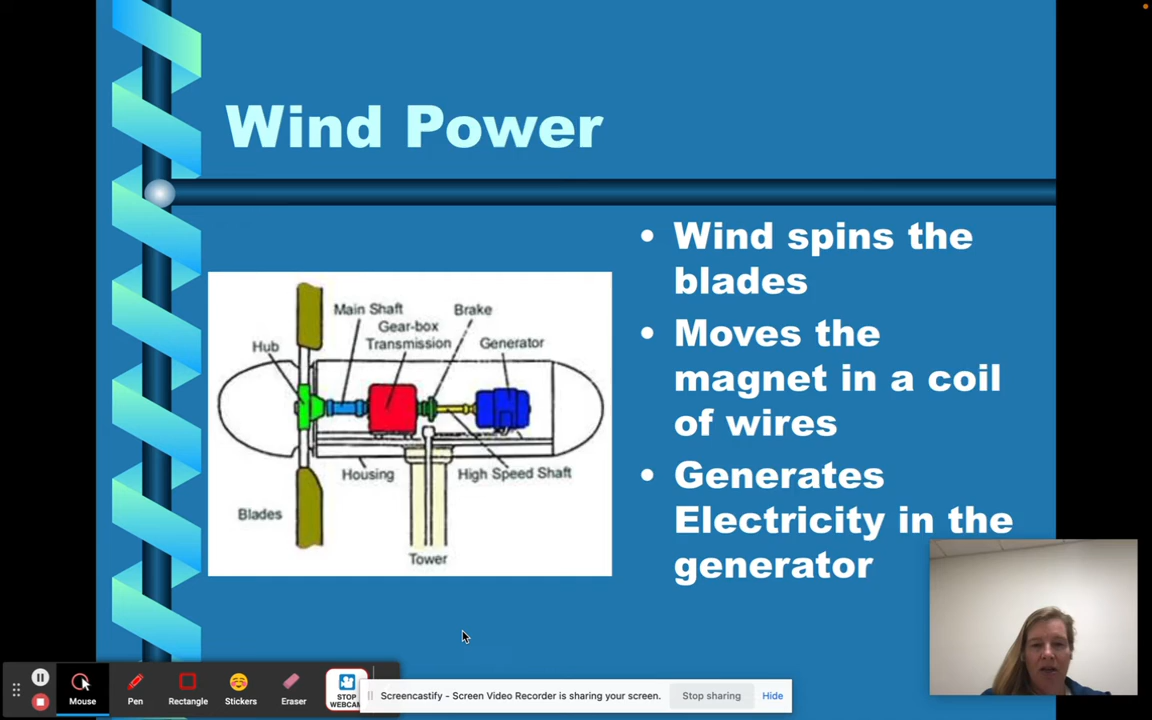 Wind Power
• Wind spins the
blades
• Moves the
magnet in a coil
of wires
• Generates
Electricity in the
generator
Main Shaft
Brake
Gear-box
Transmission
Generator
Hub
Housing
High Speed Shaft
Blades
Tower
Mouse
Pen
Rectangle
Stickers
Eraser
STOP
WEBCAM
Screencastify - Screen Video Recorder is sharing your screen.
Stop sharing
Hide